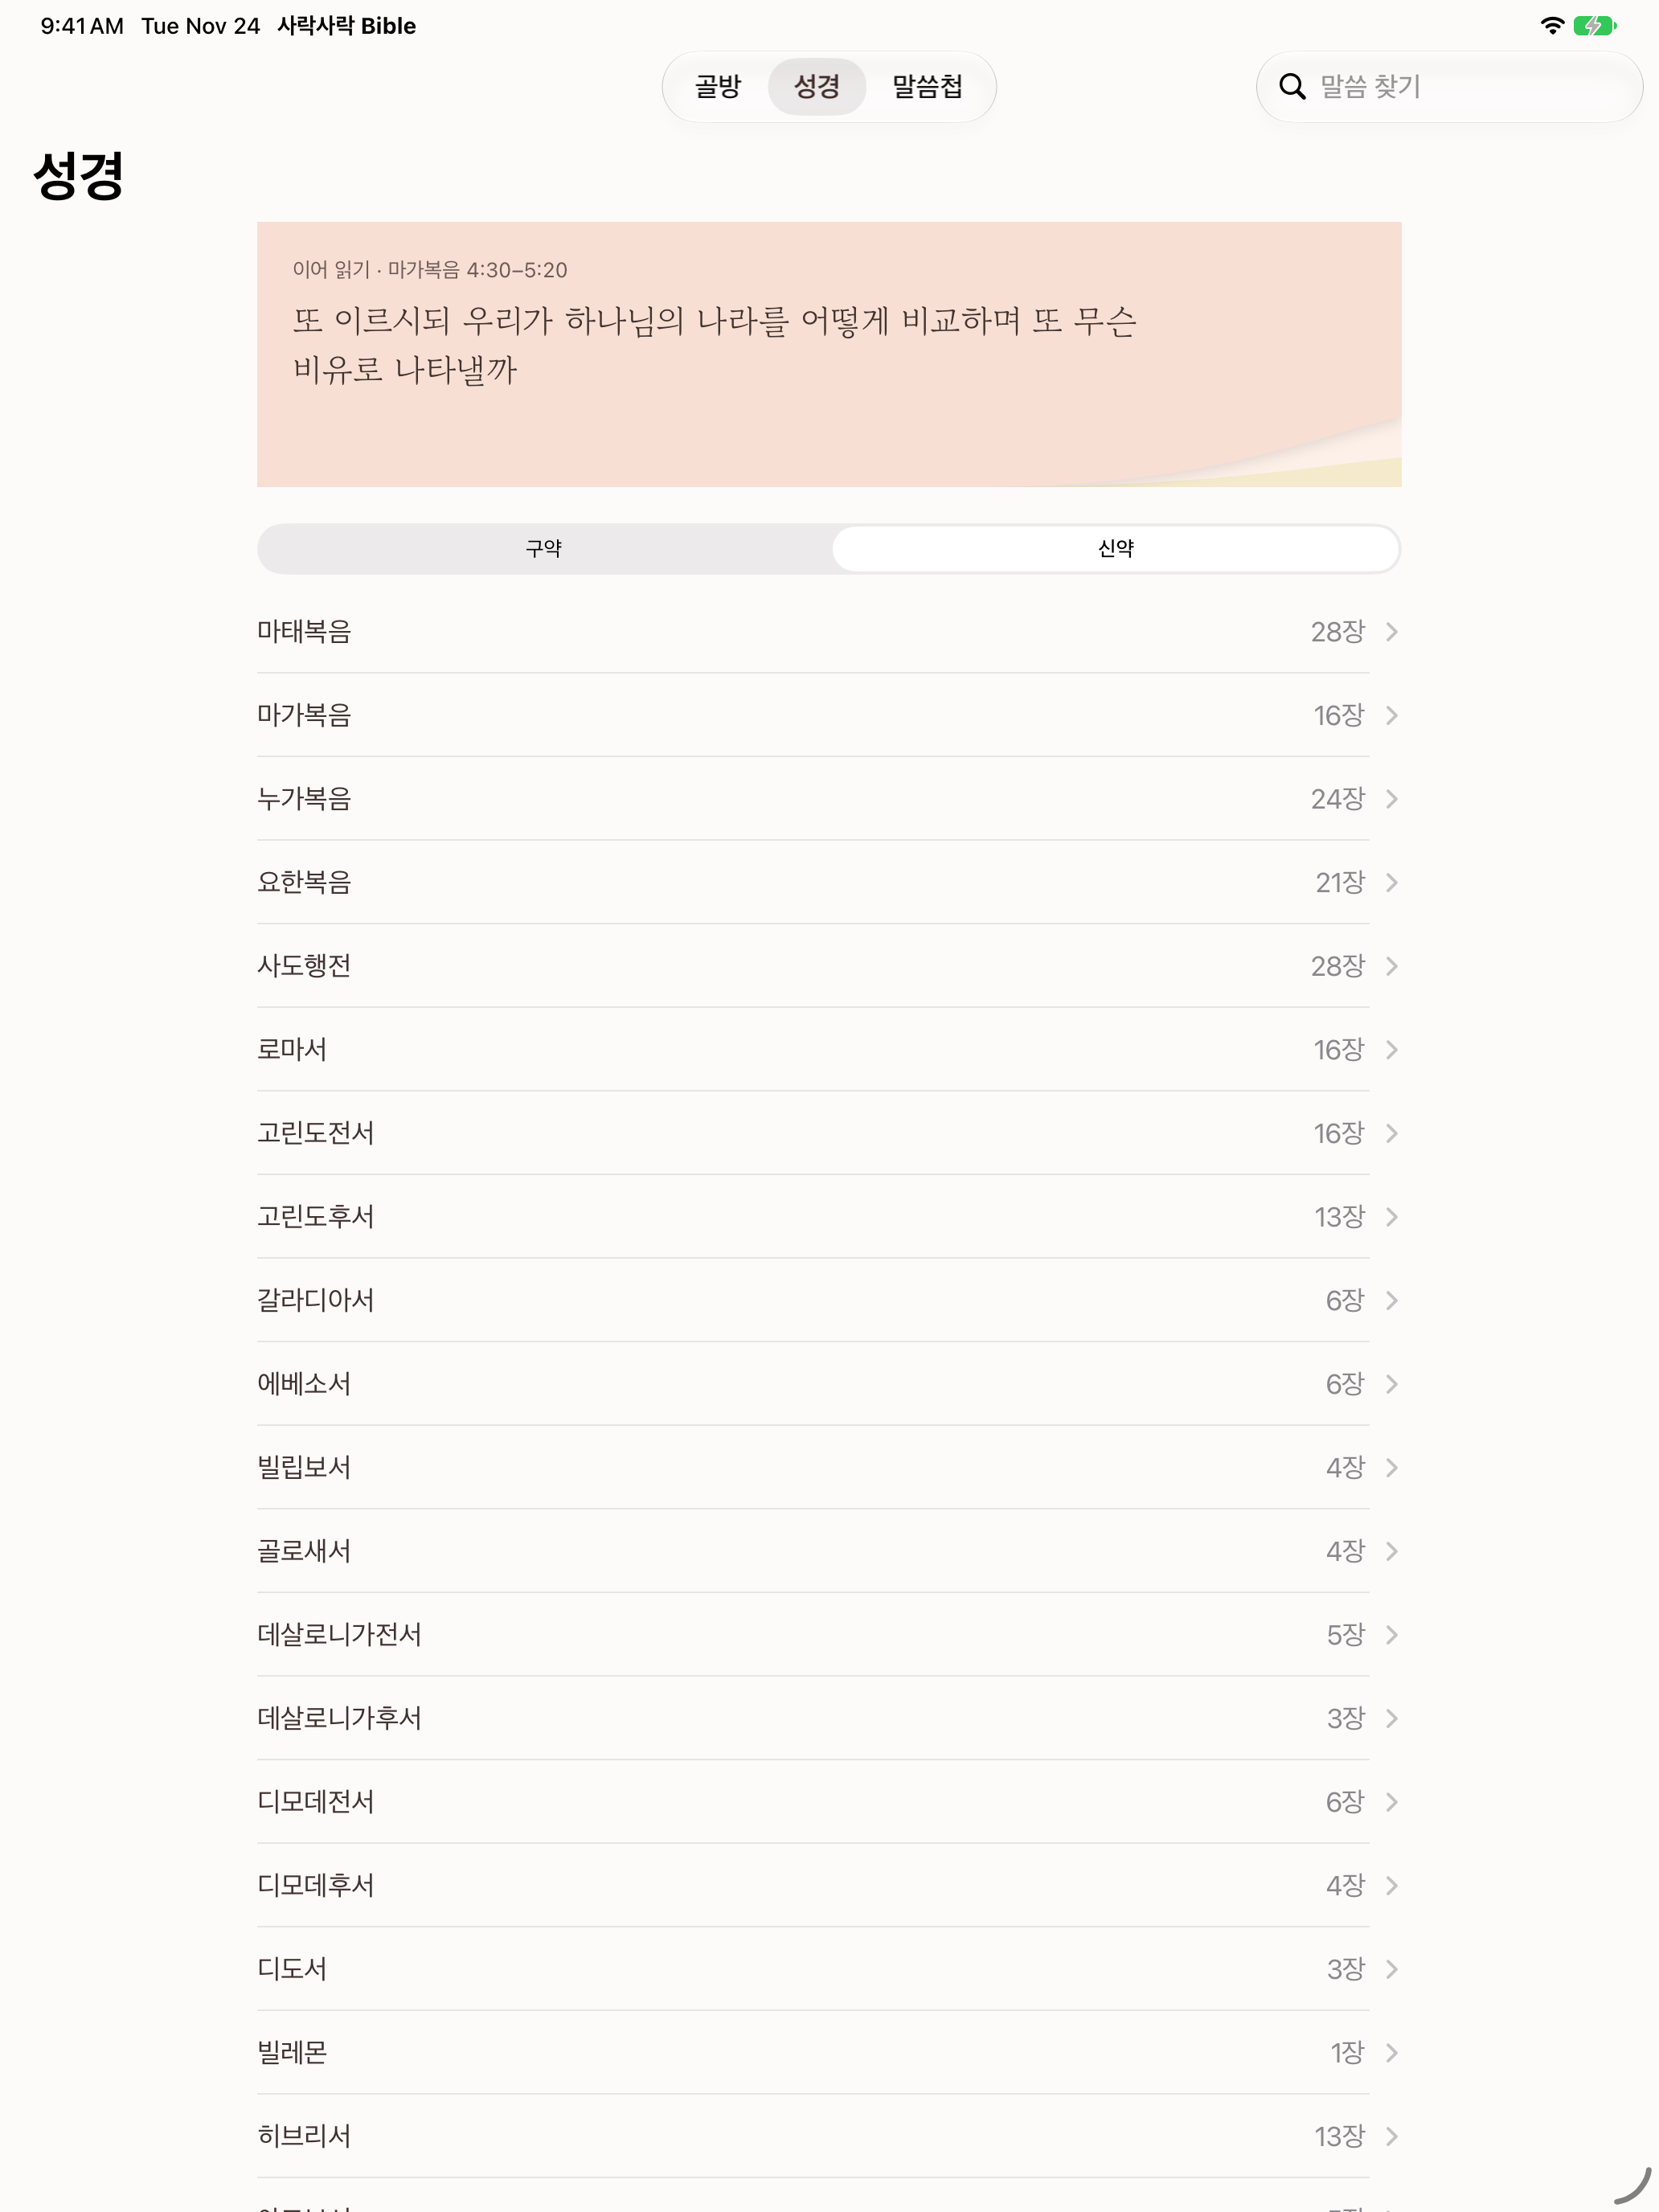 9:41 AM Tue Nov 24 사락사락 Bible
골방 성경 말씀첩 말씀 찾기
성경
이어 읽기 · 마가복음 4:30–5:20
또 이르시되 우리가 하나님의 나라를 어떻게 비교하며 또 무슨
비유로 나타낼까
구약 신약
마태복음 28장
마가복음 16장
누가복음 24장
요한복음 21장
사도행전 28장
로마서 16장
고린도전서 16장
고린도후서 13장
갈라디아서 6장
에베소서 6장
빌립보서 4장
골로새서 4장
데살로니가전서 5장
데살로니가후서 3장
디모데전서 6장
디모데후서 4장
디도서 3장
빌레몬 1장
히브리서 13장